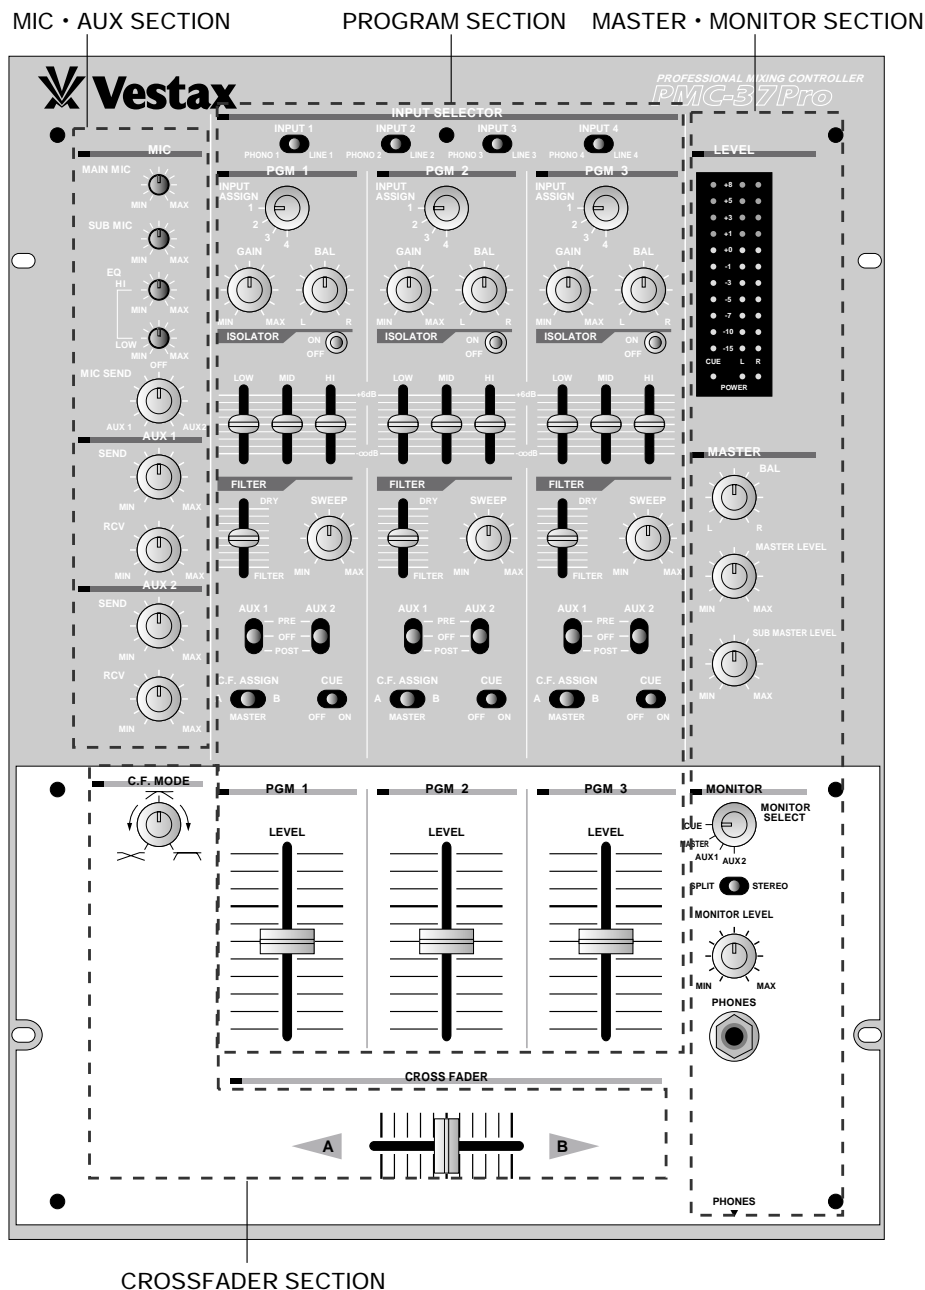 MIC・AUX SECTION PROGRAM SECTION MASTER・MONITOR SECTION
Vestax
PROFESSIONAL MIXING CONTROLLER
PMC-37Pro
INPUT SELECTOR
INPUT 1 INPUT 2 INPUT 3 INPUT 4
PHONO 1 LINE 1 PHONO 2 LINE 2 PHONO 3 LINE 3 PHONO 4 LINE 4
MIC
MAIN MIC
MIN MAX
SUB MIC
MIN MAX
EQ
HI
MIN MAX
LOW
MIN MAX
OFF
MIC SEND
AUX 1 AUX2
AUX 1
SEND
MIN MAX
RCV
MIN MAX
AUX 2
SEND
MIN MAX
RCV
MIN MAX
PGM 1 PGM 2 PGM 3
INPUT ASSIGN INPUT ASSIGN INPUT ASSIGN
1 1 1
2 2 2
3 3 3
4 4 4
GAIN BAL GAIN BAL GAIN BAL
MIN MAX L R MIN MAX L R MIN MAX L R
ISOLATOR ON ISOLATOR ON ISOLATOR ON
OFF OFF OFF
LOW MID HI LOW MID HI LOW MID HI
+6dB +6dB
-∞dB -∞dB
FILTER FILTER FILTER
DRY SWEEP DRY SWEEP DRY SWEEP
FILTER MIN MAX FILTER MIN MAX FILTER MIN MAX
AUX 1 AUX 2 AUX 1 AUX 2 AUX 1 AUX 2
PRE PRE PRE
OFF OFF OFF
POST POST POST
C.F. ASSIGN CUE C.F. ASSIGN CUE C.F. ASSIGN CUE
A B A B A B
MASTER OFF ON MASTER OFF ON MASTER OFF ON
LEVEL
+8
+5
+3
+1
+0
-1
-3
-5
-7
-10
-15
CUE L R
POWER
MASTER
BAL
L R
MASTER LEVEL
MIN MAX
SUB MASTER LEVEL
MIN MAX
C.F. MODE
PGM 1 PGM 2 PGM 3
LEVEL LEVEL LEVEL
MONITOR
MONITOR SELECT
CUE
MASTER
AUX1 AUX2
SPLIT STEREO
MONITOR LEVEL
MIN MAX
PHONES
CROSS FADER
A B
PHONES
CROSSFADER SECTION